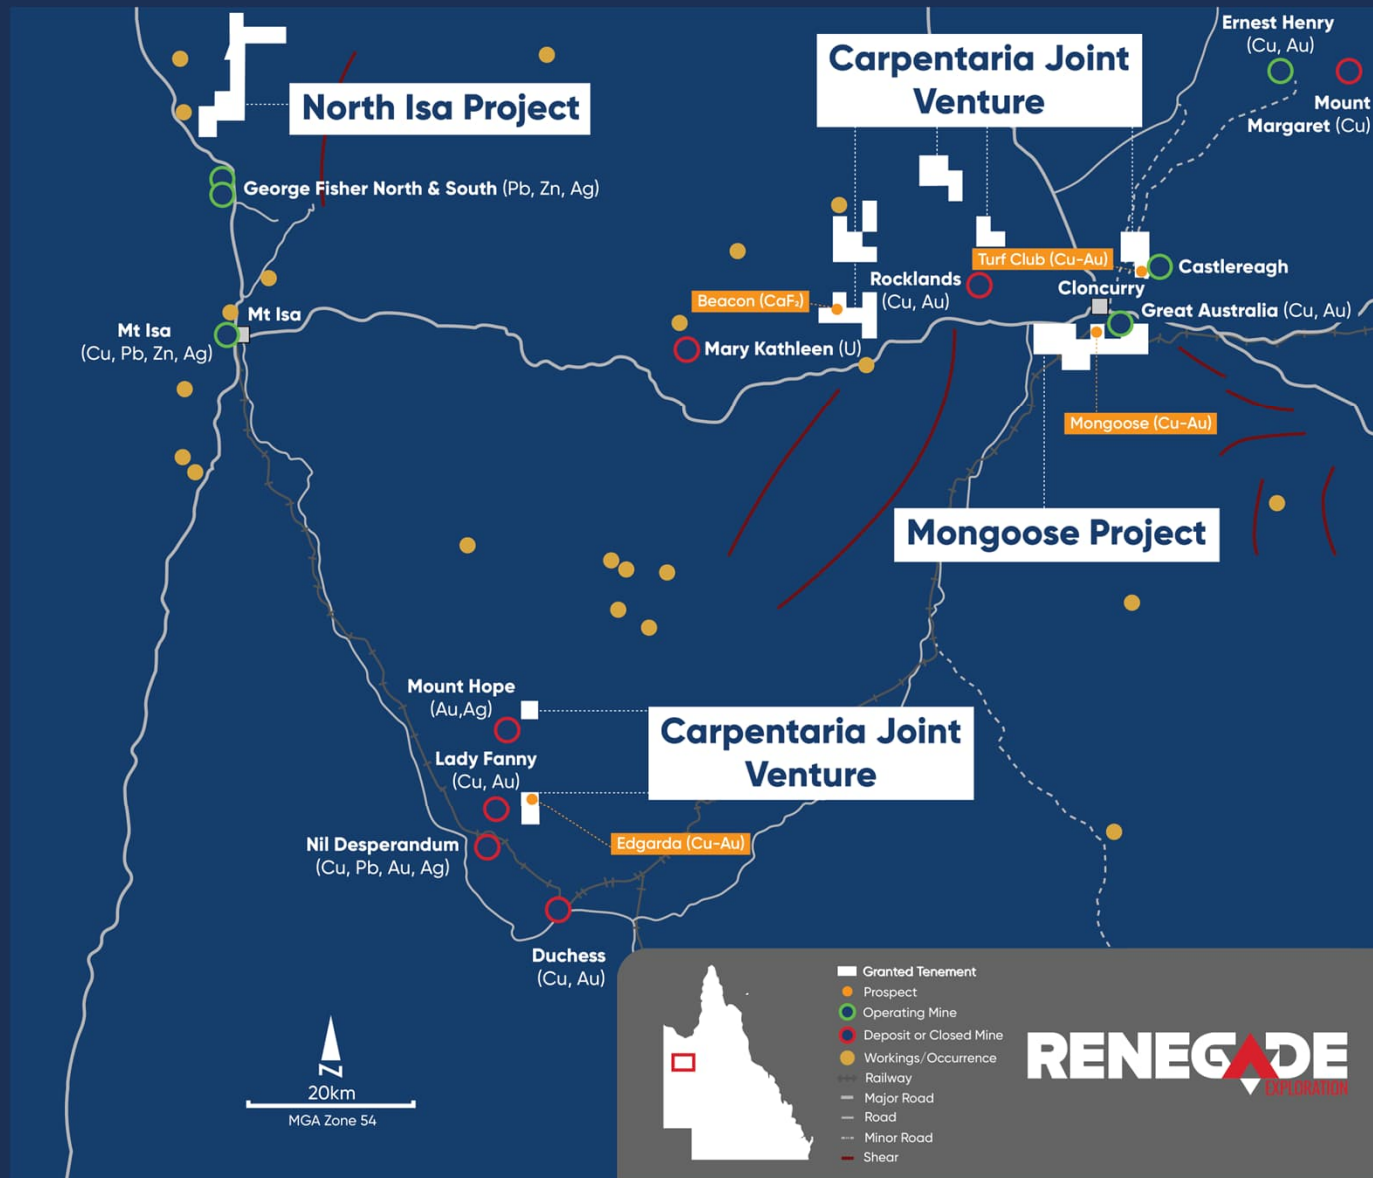 Ernest Henry
(Cu, Au)
Mount
Margaret (Cu)
Carpentaria Joint
Venture
North Isa Project
George Fisher North & South (Pb, Zn, Ag)
Turf Club (Cu-Au)
Castlereagh
Rocklands
(Cu, Au)
Cloncurry
Beacon (CaF₂)
Great Australia (Cu, Au)
Mt Isa
Mt Isa
(Cu, Pb, Zn, Ag)
Mary Kathleen (U)
Mongoose (Cu-Au)
Mongoose Project
Mount Hope
(Au,Ag)
Carpentaria Joint
Venture
Lady Fanny
(Cu, Au)
Edgarda (Cu-Au)
Nil Desperandum
(Cu, Pb, Au, Ag)
Duchess
(Cu, Au)
Z
20km
MGA Zone 54
Granted Tenement
Prospect
Operating Mine
Deposit or Closed Mine
Workings/Occurrence
Railway
Major Road
Road
Minor Road
Shear
RENEGADE
EXPLORATION